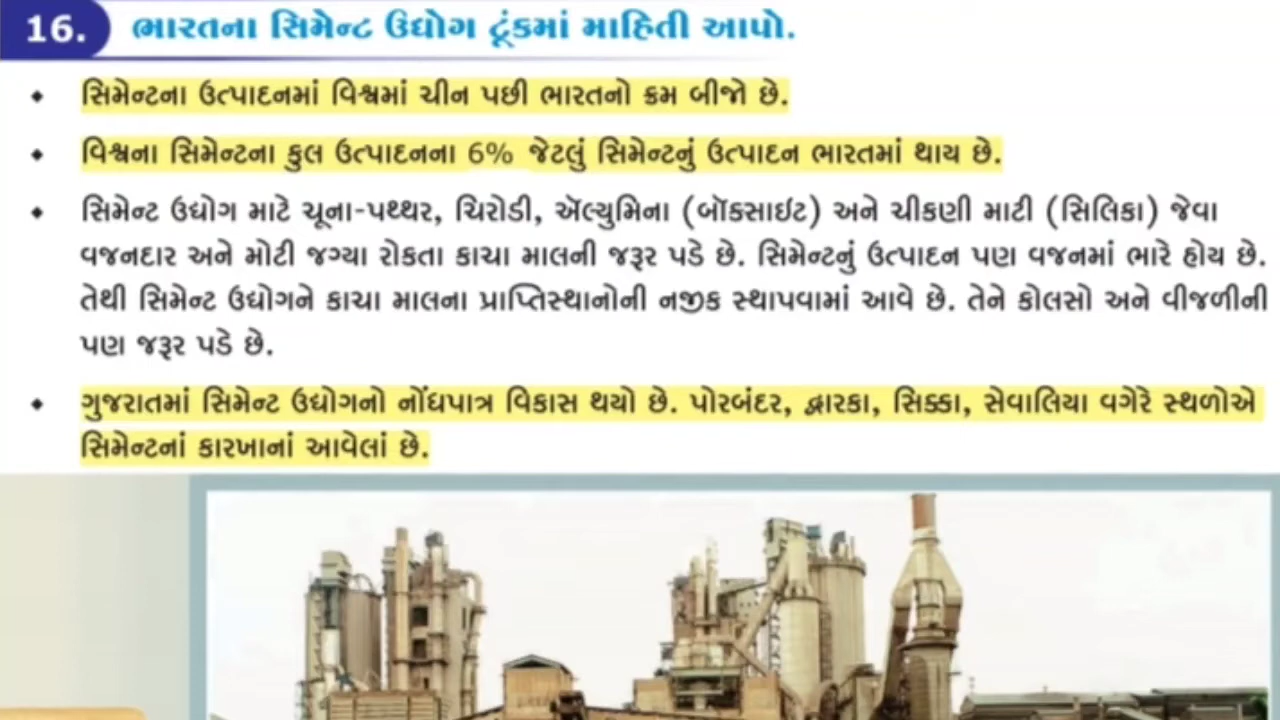 16. ભારતના સિમેન્ટ ઉદ્યોગ ટૂંકમાં માહિતી આપો.
• સિમેન્ટના ઉત્પાદનમાં વિશ્વમાં ચીન પછી ભારતનો ક્રમ બીજો છે.
• વિશ્વના સિમેન્ટના કુલ ઉત્પાદનના 6% જેટલું સિમેન્ટનું ઉત્પાદન ભારતમાં થાય છે.
• સિમેન્ટ ઉદ્યોગ માટે ચૂના-પથ્થર, ચિરોડી, ઍલ્યુમિના (બૉક્સાઈટ) અને ચીકણી માટી (સિલિકા) જેવા
વજનદાર અને મોટી જગ્યા રોકતા કાચા માલની જરૂર પડે છે. સિમેન્ટનું ઉત્પાદન પણ વજનમાં ભારે હોય છે.
તેથી સિમેન્ટ ઉદ્યોગને કાચા માલના પ્રાપ્તિસ્થાનોની નજીક સ્થાપવામાં આવે છે. તેને કોલસો અને વીજળીની
પણ જરૂર પડે છે.
• ગુજરાતમાં સિમેન્ટ ઉદ્યોગનો નોંધપાત્ર વિકાસ થયો છે. પોરબંદર, દ્વારકા, સિક્કા, સેવાલિયા વગેરે સ્થળોએ
સિમેન્ટનાં કારખાનાં આવેલાં છે.